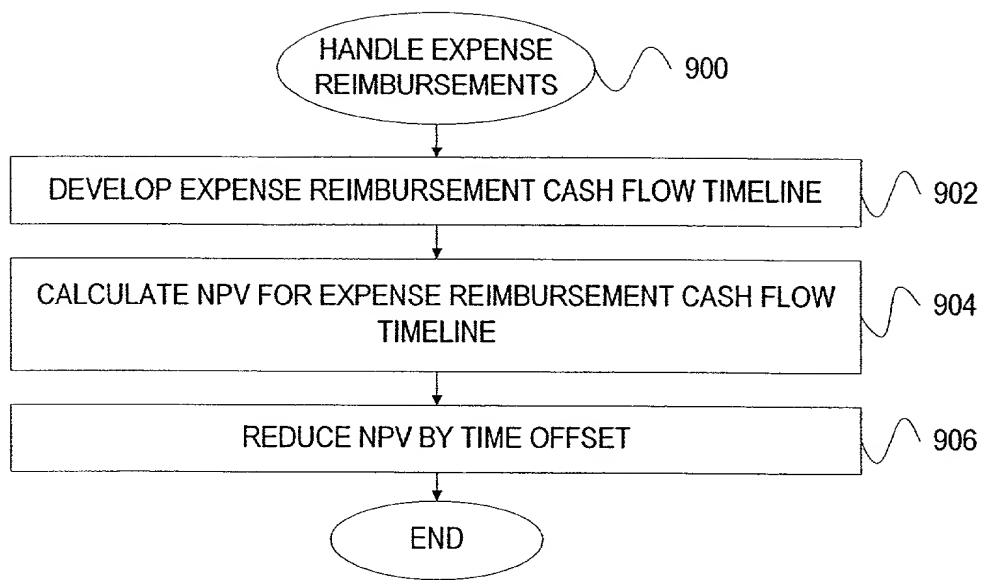 HANDLE EXPENSE
REIMBURSEMENTS
900
DEVELOP EXPENSE REIMBURSEMENT CASH FLOW TIMELINE
902
CALCULATE NPV FOR EXPENSE REIMBURSEMENT CASH FLOW
TIMELINE
904
REDUCE NPV BY TIME OFFSET
906
END